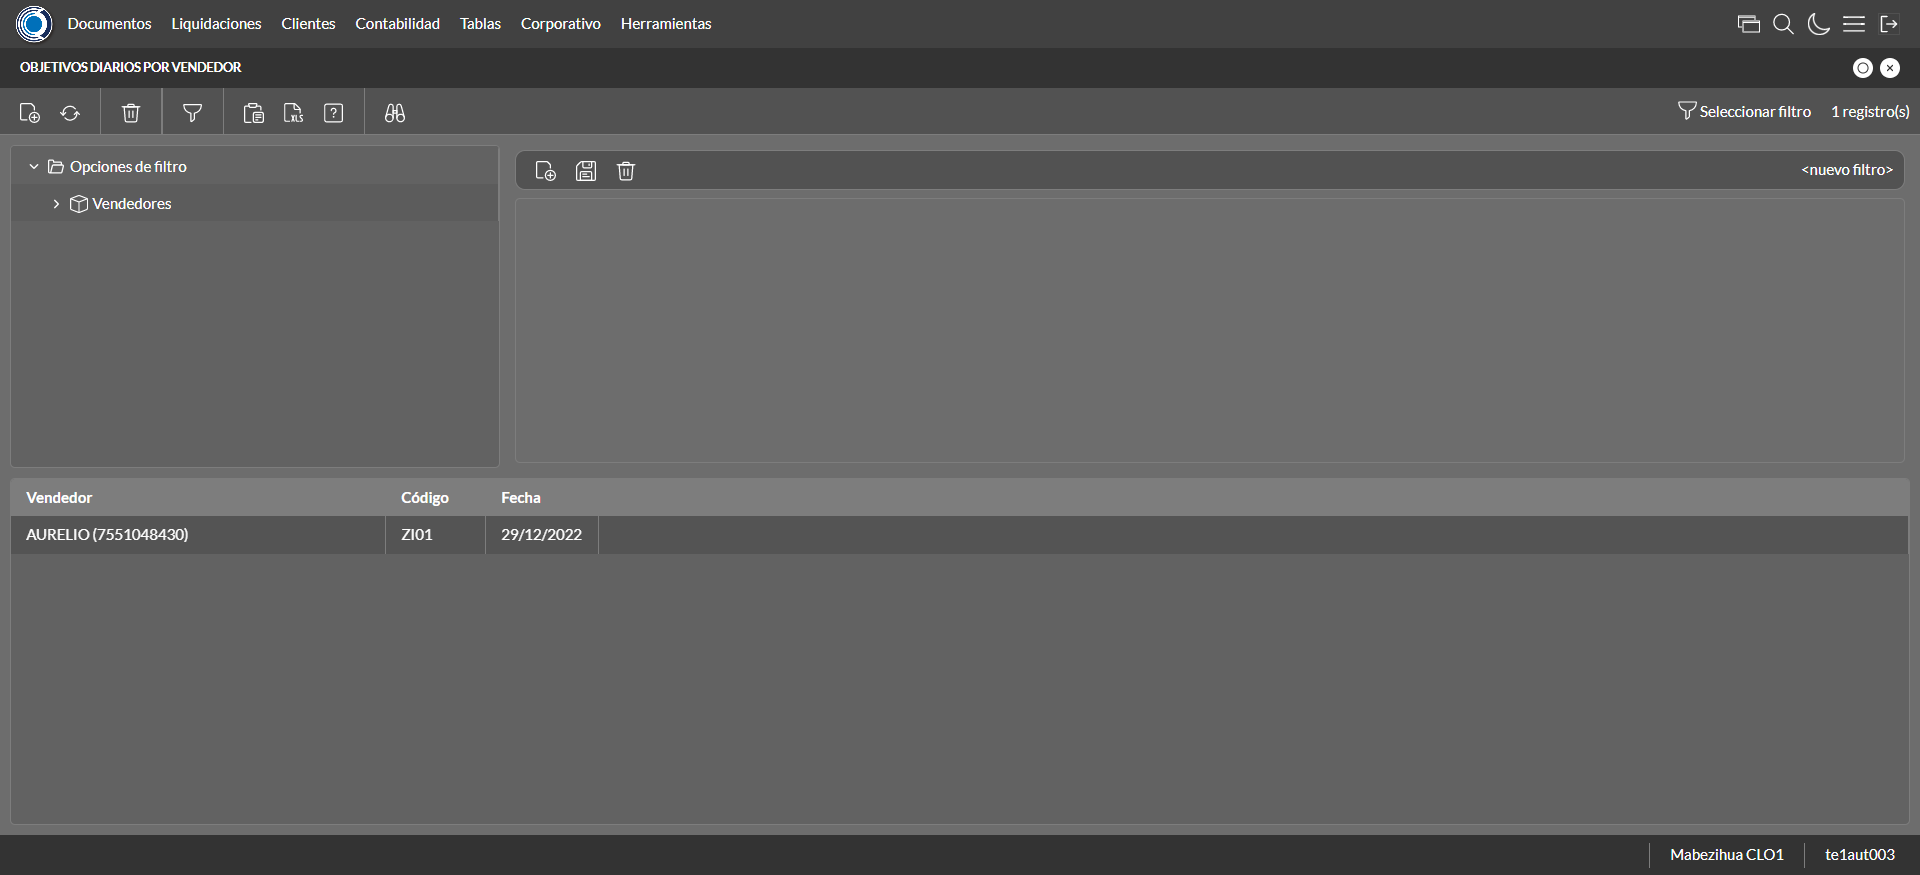 Documentos Liquidaciones Clientes Contabilidad Tablas Corporativo Herramientas
OBJETIVOS DIARIOS POR VENDEDOR
XLS ? Seleccionar filtro 1 registro(s)
Opciones de filtro
<nuevo filtro>
Vendedores
Vendedor Código Fecha
AURELIO (7551048430) ZI01 29/12/2022
Mabezihua CLO1 te1aut003